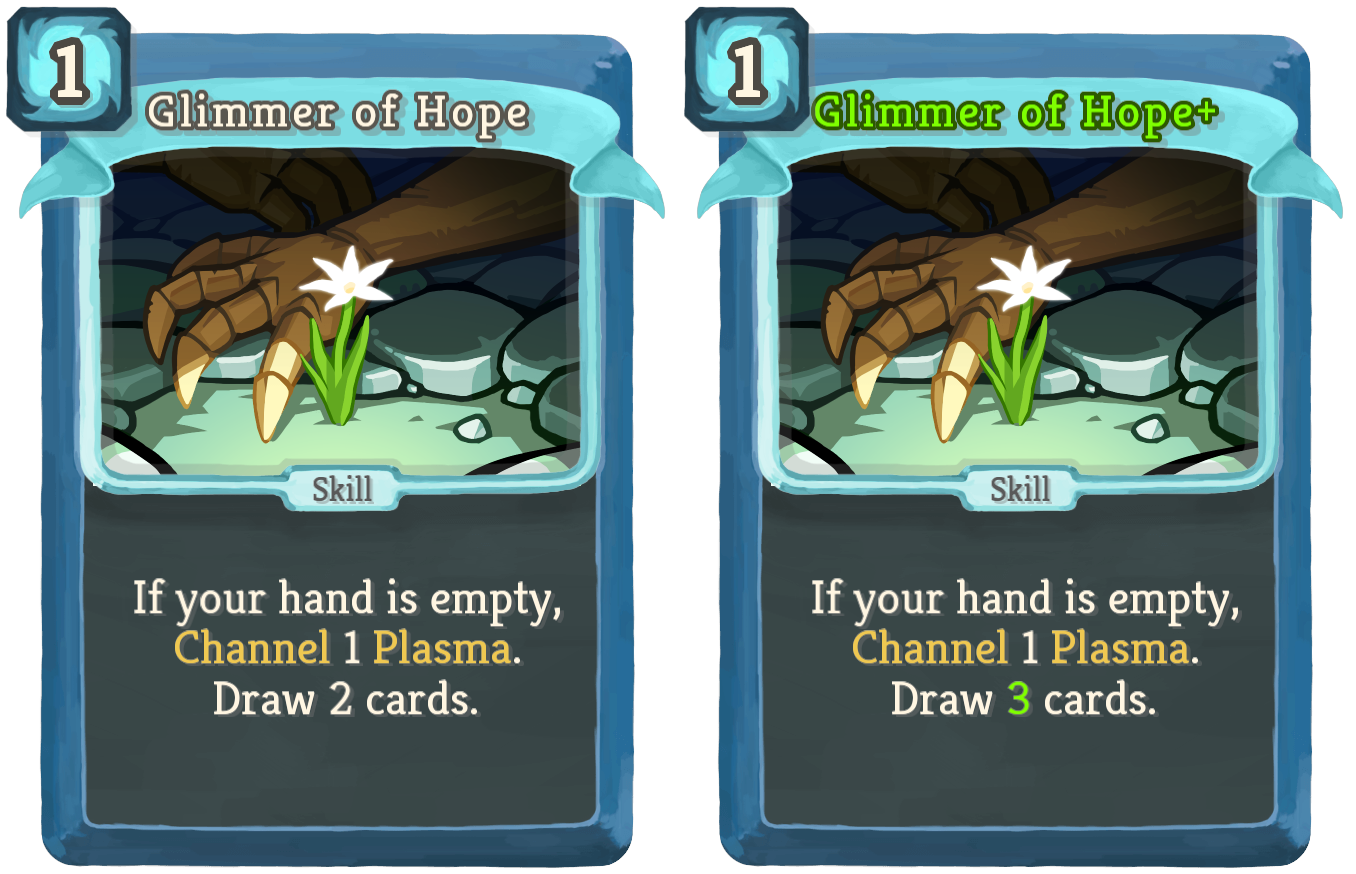 1
Glimmer of Hope
Skill
If your hand is empty,
Channel 1 Plasma.
Draw 2 cards.
1
Glimmer of Hope+
Skill
If your hand is empty,
Channel 1 Plasma.
Draw 3 cards.